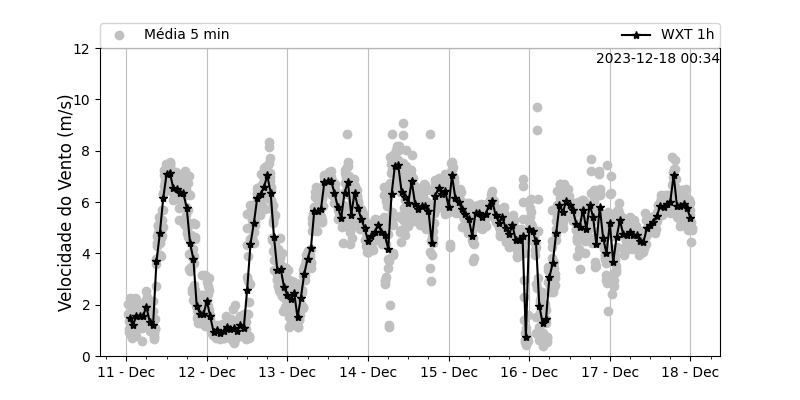 Média 5 min
WXT 1h
2023-12-18 00:34
Velocidade do Vento (m/s)
12
10
8
6
4
2
0
11 - Dec
12 - Dec
13 - Dec
14 - Dec
15 - Dec
16 - Dec
17 - Dec
18 - Dec